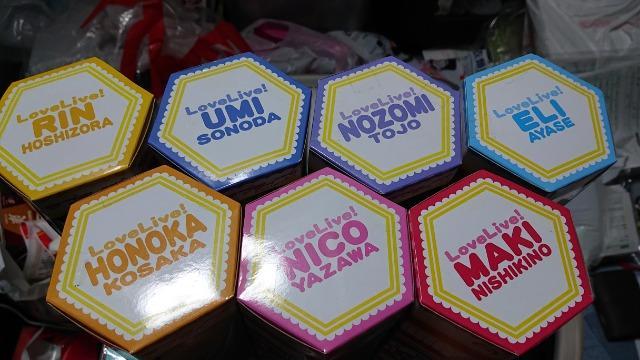 LoveLive!
RIN
HOSHIZORA
LoveLive!
UMI
SONODA
LoveLive!
NOZOMI
TOJO
LoveLive!
ELI
AYASE
LoveLive!
HONOKA
KOSAKA
LoveLive!
NICO
YAZAWA
LoveLive!
MAKI
NISHIKINO